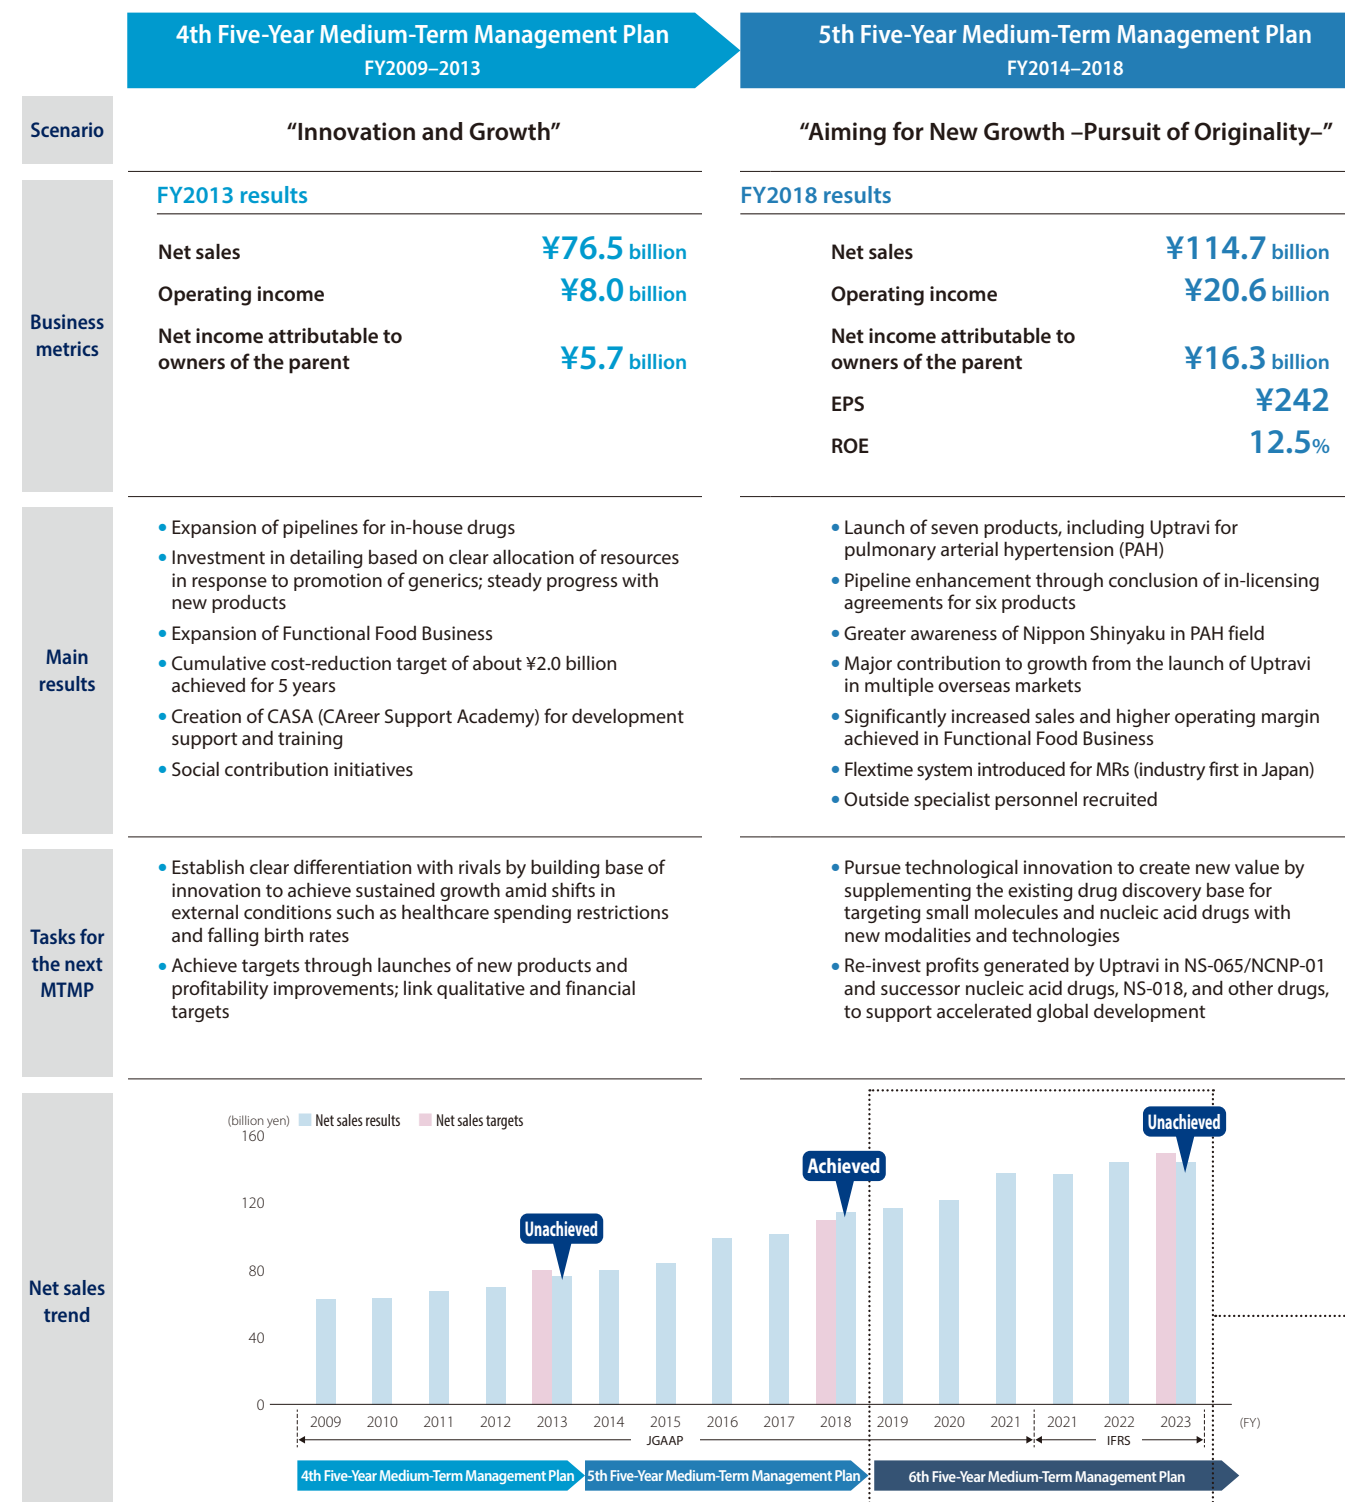 4th Five-Year Medium-Term Management Plan
FY2009–2013
5th Five-Year Medium-Term Management Plan
FY2014–2018
Scenario
“Innovation and Growth”
“Aiming for New Growth –Pursuit of Originality–”
Business
metrics
FY2013 results
Net sales ¥76.5 billion
Operating income ¥8.0 billion
Net income attributable to
owners of the parent ¥5.7 billion
FY2018 results
Net sales ¥114.7 billion
Operating income ¥20.6 billion
Net income attributable to
owners of the parent ¥16.3 billion
EPS ¥242
ROE 12.5%
Main
results
• Expansion of pipelines for in-house drugs
• Investment in detailing based on clear allocation of resources
in response to promotion of generics; steady progress with
new products
• Expansion of Functional Food Business
• Cumulative cost-reduction target of about ¥2.0 billion
achieved for 5 years
• Creation of CASA (CAreer Support Academy) for development
support and training
• Social contribution initiatives
• Launch of seven products, including Uptravi for
pulmonary arterial hypertension (PAH)
• Pipeline enhancement through conclusion of in-licensing
agreements for six products
• Greater awareness of Nippon Shinyaku in PAH field
• Major contribution to growth from the launch of Uptravi
in multiple overseas markets
• Significantly increased sales and higher operating margin
achieved in Functional Food Business
• Flextime system introduced for MRs (industry first in Japan)
• Outside specialist personnel recruited
Tasks for
the next
MTMP
• Establish clear differentiation with rivals by building base of
innovation to achieve sustained growth amid shifts in
external conditions such as healthcare spending restrictions
and falling birth rates
• Achieve targets through launches of new products and
profitability improvements; link qualitative and financial
targets
• Pursue technological innovation to create new value by
supplementing the existing drug discovery base for
targeting small molecules and nucleic acid drugs with
new modalities and technologies
• Re-invest profits generated by Uptravi in NS-065/NCNP-01
and successor nucleic acid drugs, NS-018, and other drugs,
to support accelerated global development
Net sales
trend
(billion yen) Net sales results Net sales targets
160
120
80
40
0
Unachieved
Achieved
Unachieved
2009 2010 2011 2012 2013 2014 2015 2016 2017 2018 2019 2020 2021 2021 2022 2023 (FY)
JGAAP IFRS
4th Five-Year Medium-Term Management Plan 5th Five-Year Medium-Term Management Plan 6th Five-Year Medium-Term Management Plan